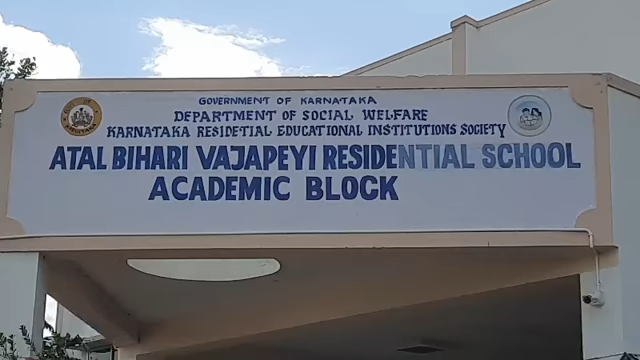 GOVERNMENT OF KARNATAKA
DEPARTMENT OF SOCIAL WELFARE
KARNATAKA RESIDETIAL EDUCATIONAL INSTITUTIONS SOCIETY
ATAL BIHARI VAJAPEYI RESIDENTIAL SCHOOL
ACADEMIC BLOCK